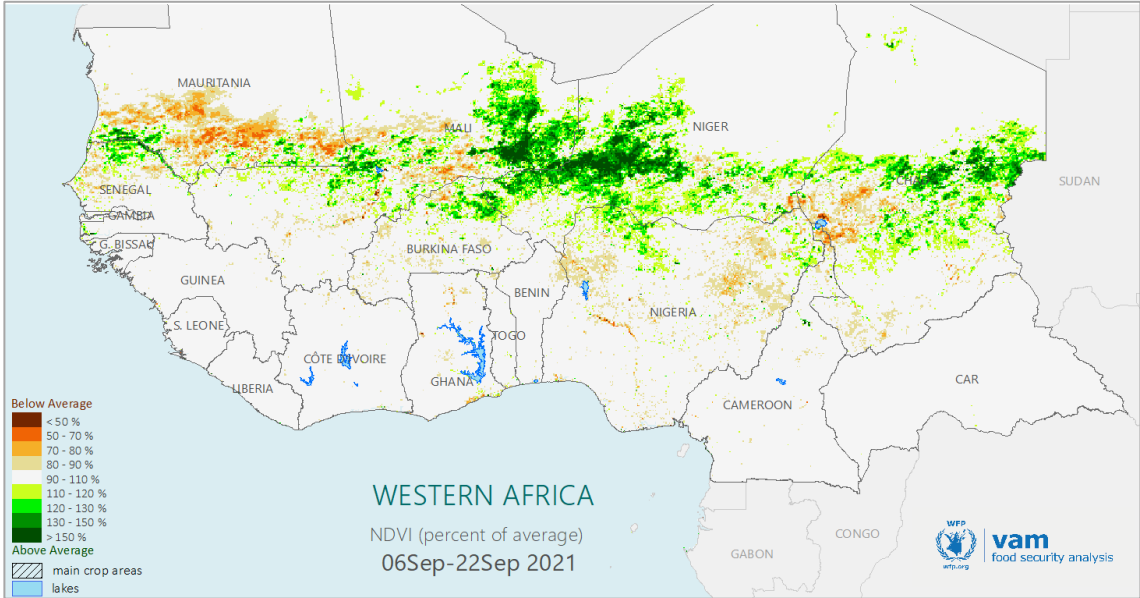 MAURITANIA
MALI
NIGER
SUDAN
SENEGAL
GAMBIA
G. BISSAU
BURKINA FASO
GUINEA
BENIN
NIGERIA
S. LEONE
TOGO
CÔTE D'IVOIRE
LIBERIA
GHANA
CAR
CAMEROON
Below Average
< 50 %
50 - 70 %
70 - 80 %
80 - 90 %
90 - 110 %
110 - 120 %
120 - 130 %
130 - 150 %
> 150 %
Above Average
main crop areas
lakes
WESTERN AFRICA
NDVI (percent of average)
06Sep-22Sep 2021
GABON
CONGO
WFP
wfp.org
vam
food security analysis